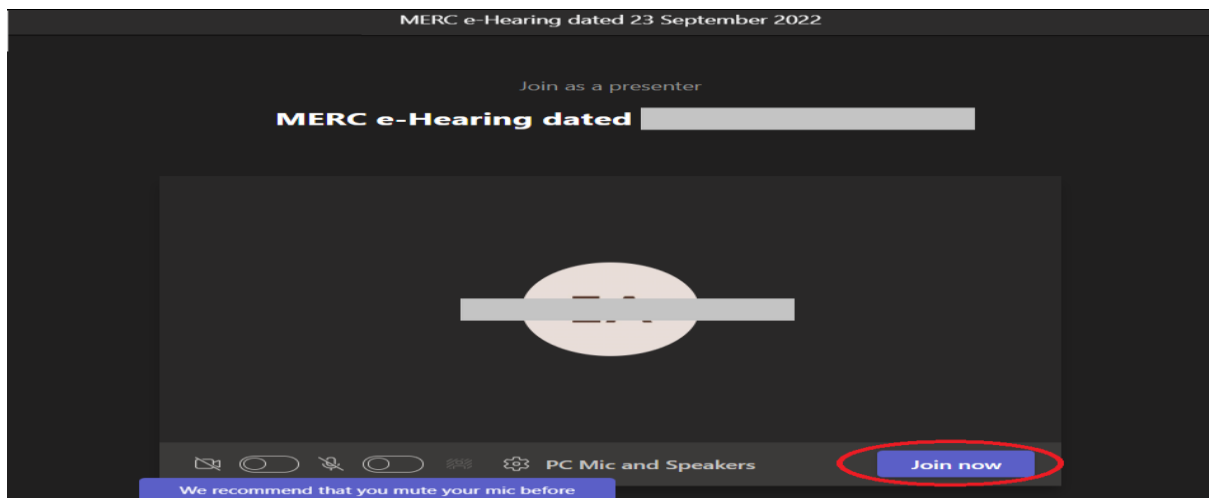 MERC e-Hearing dated 23 September 2022
Join as a presenter
MERC e-Hearing dated
PC Mic and Speakers
Join now
We recommend that you mute your mic before